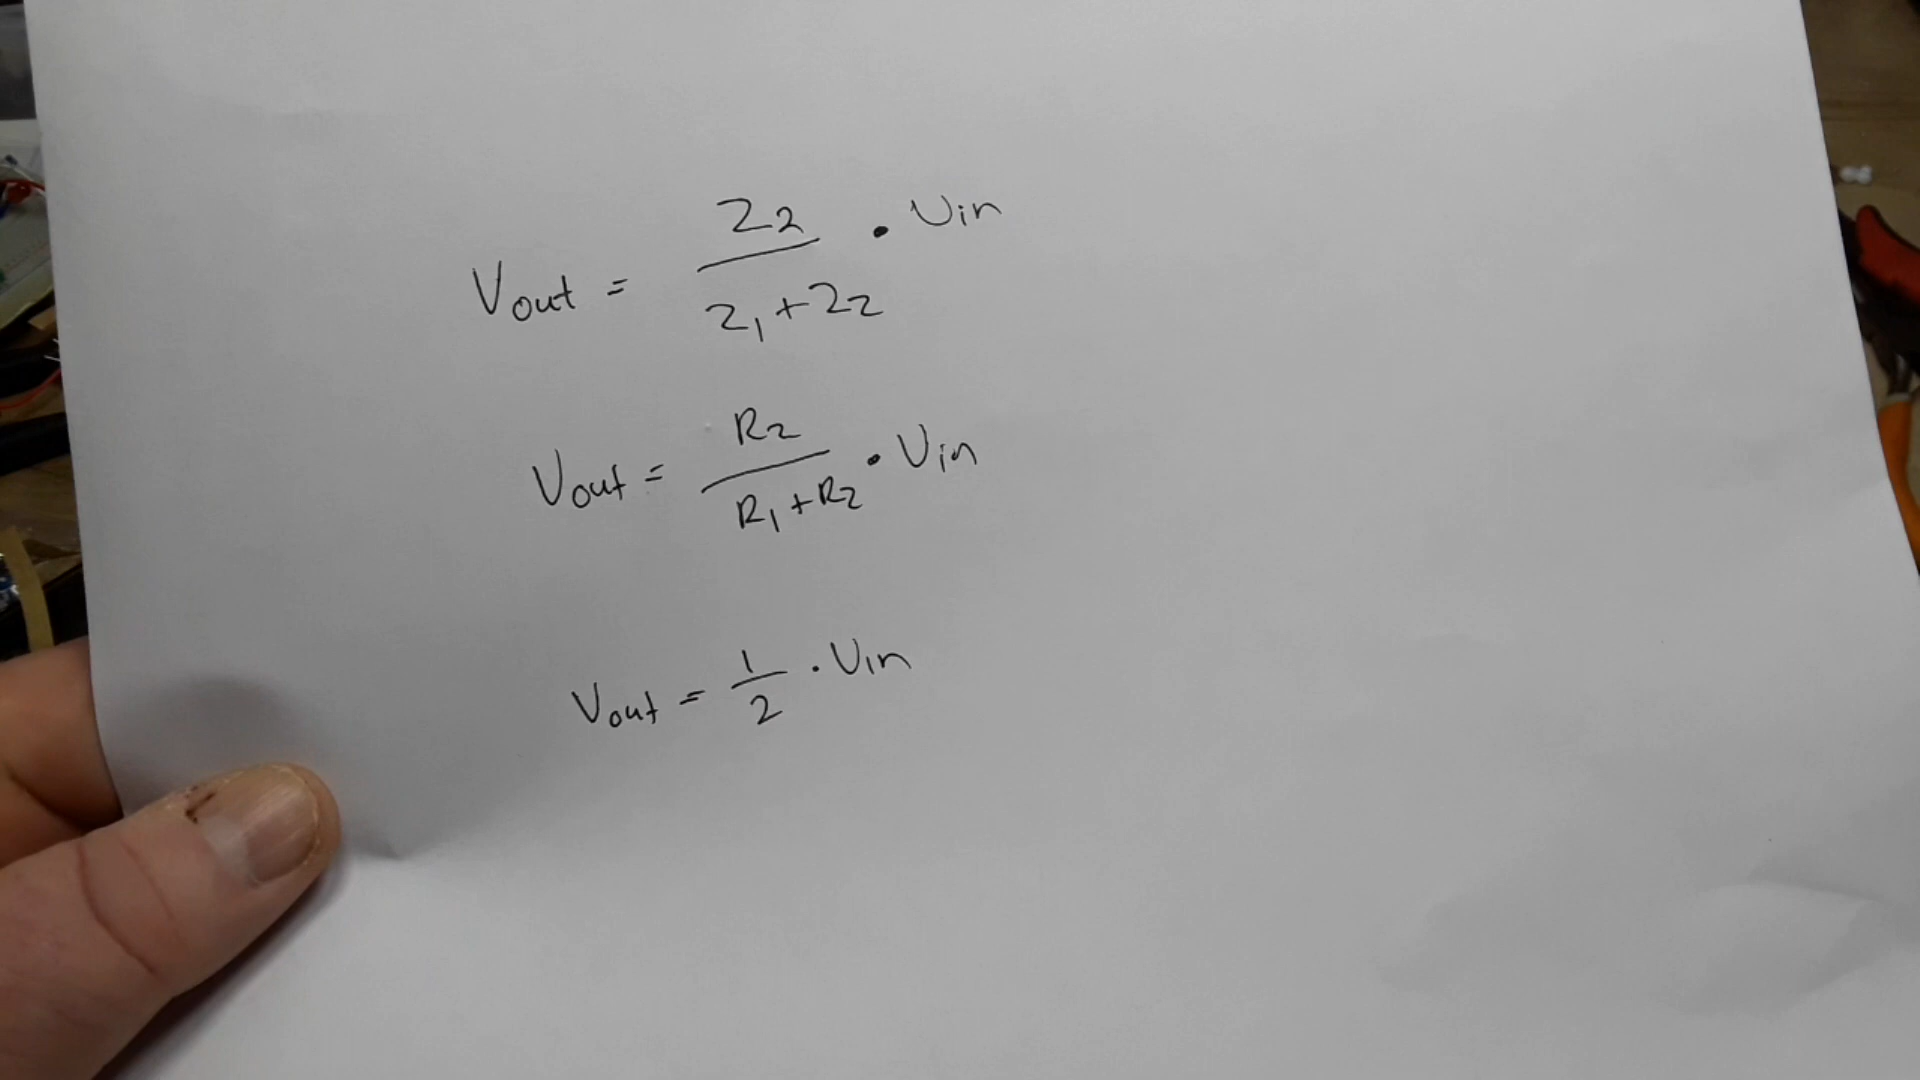 Vout = Z2 / Z1+Z2 · Vin
Vout = R2 / R1+R2 · Vin
Vout = 1/2 · Vin